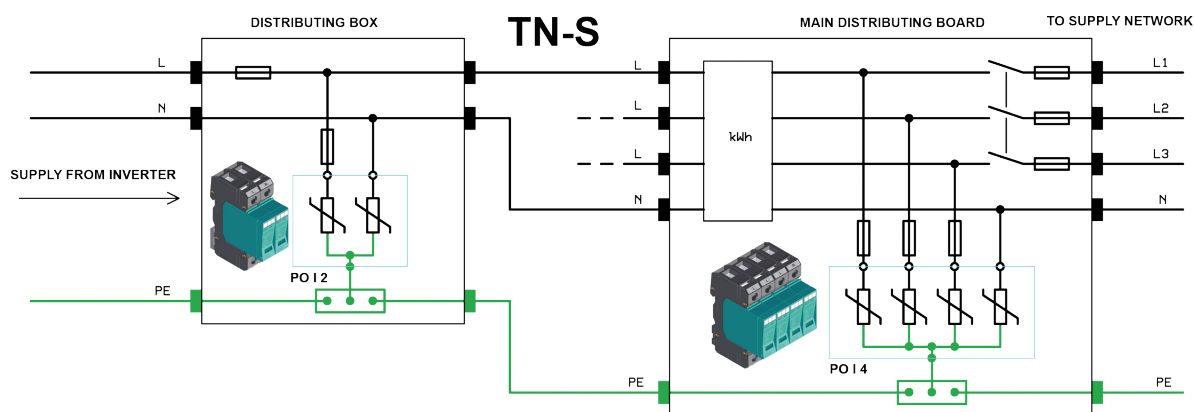 DISTRIBUTING BOX
TN-S
MAIN DISTRIBUTING BOARD
TO SUPPLY NETWORK
L
L
L1
N
L
L2
kWh
L
L3
SUPPLY FROM INVERTER
N
N
PO I 2
PE
PO I 4
PE
PE